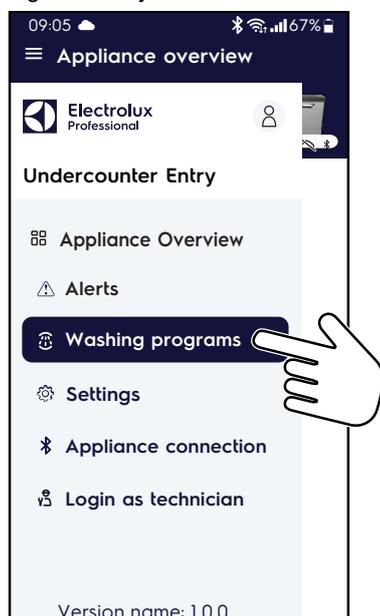 09:05 67%
Appliance overview
Electrolux
Professional
Undercounter Entry
Appliance Overview
Alerts
Washing programs
Settings
Appliance connection
Login as technician
Version name: 1.0.0